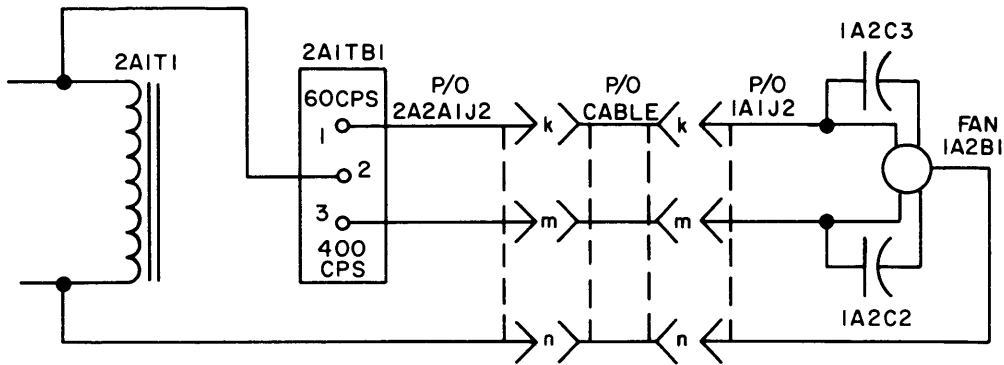 2A1T1
2A1TB1
60CPS
1
2
3
400
CPS
P/O
2A2A1J2
P/O
CABLE
P/O
1A1J2
k
k
m
m
n
n
1A2C3
FAN
1A2B1
1A2C2